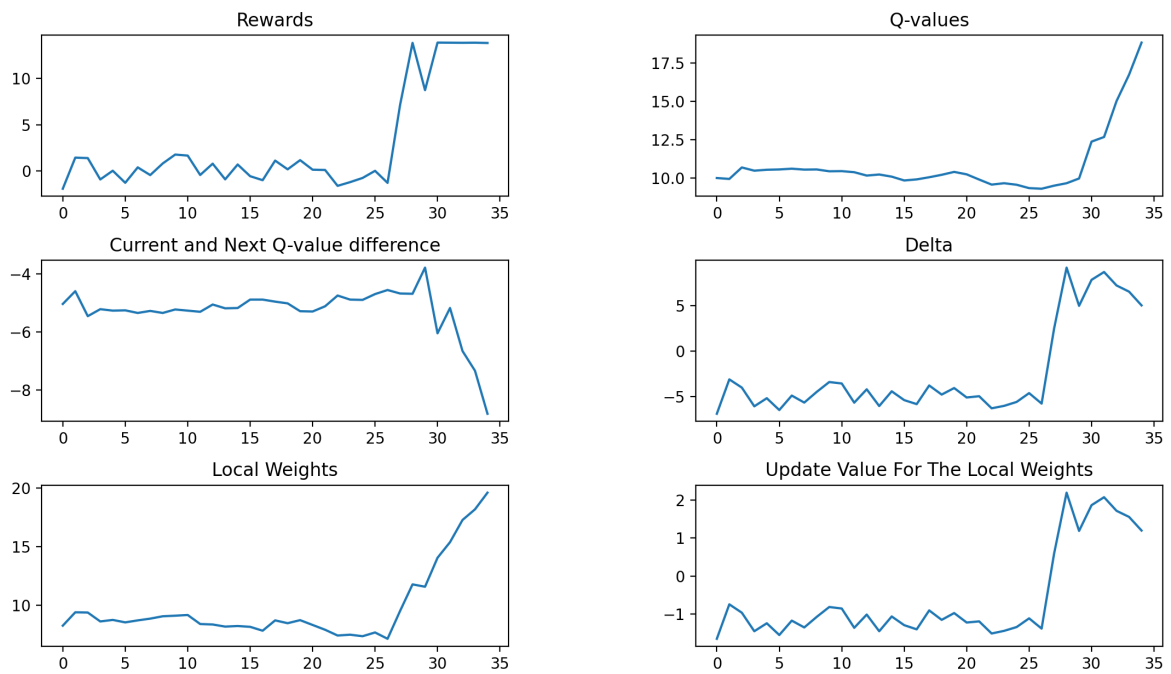 Rewards
10
5
0
0 5 10 15 20 25 30 35
Q-values
17.5
15.0
12.5
10.0
0 5 10 15 20 25 30 35
Current and Next Q-value difference
−4
−6
−8
0 5 10 15 20 25 30 35
Delta
5
0
−5
0 5 10 15 20 25 30 35
Local Weights
20
15
10
0 5 10 15 20 25 30 35
Update Value For The Local Weights
2
1
0
−1
0 5 10 15 20 25 30 35